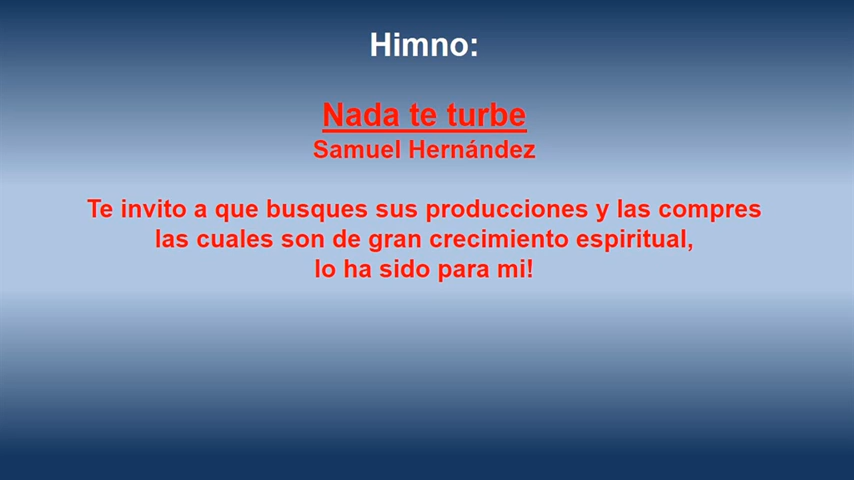 Himno:
Nada te turbe
Samuel Hernández
Te invito a que busques sus producciones y las compres
las cuales son de gran crecimiento espiritual,
lo ha sido para mi!